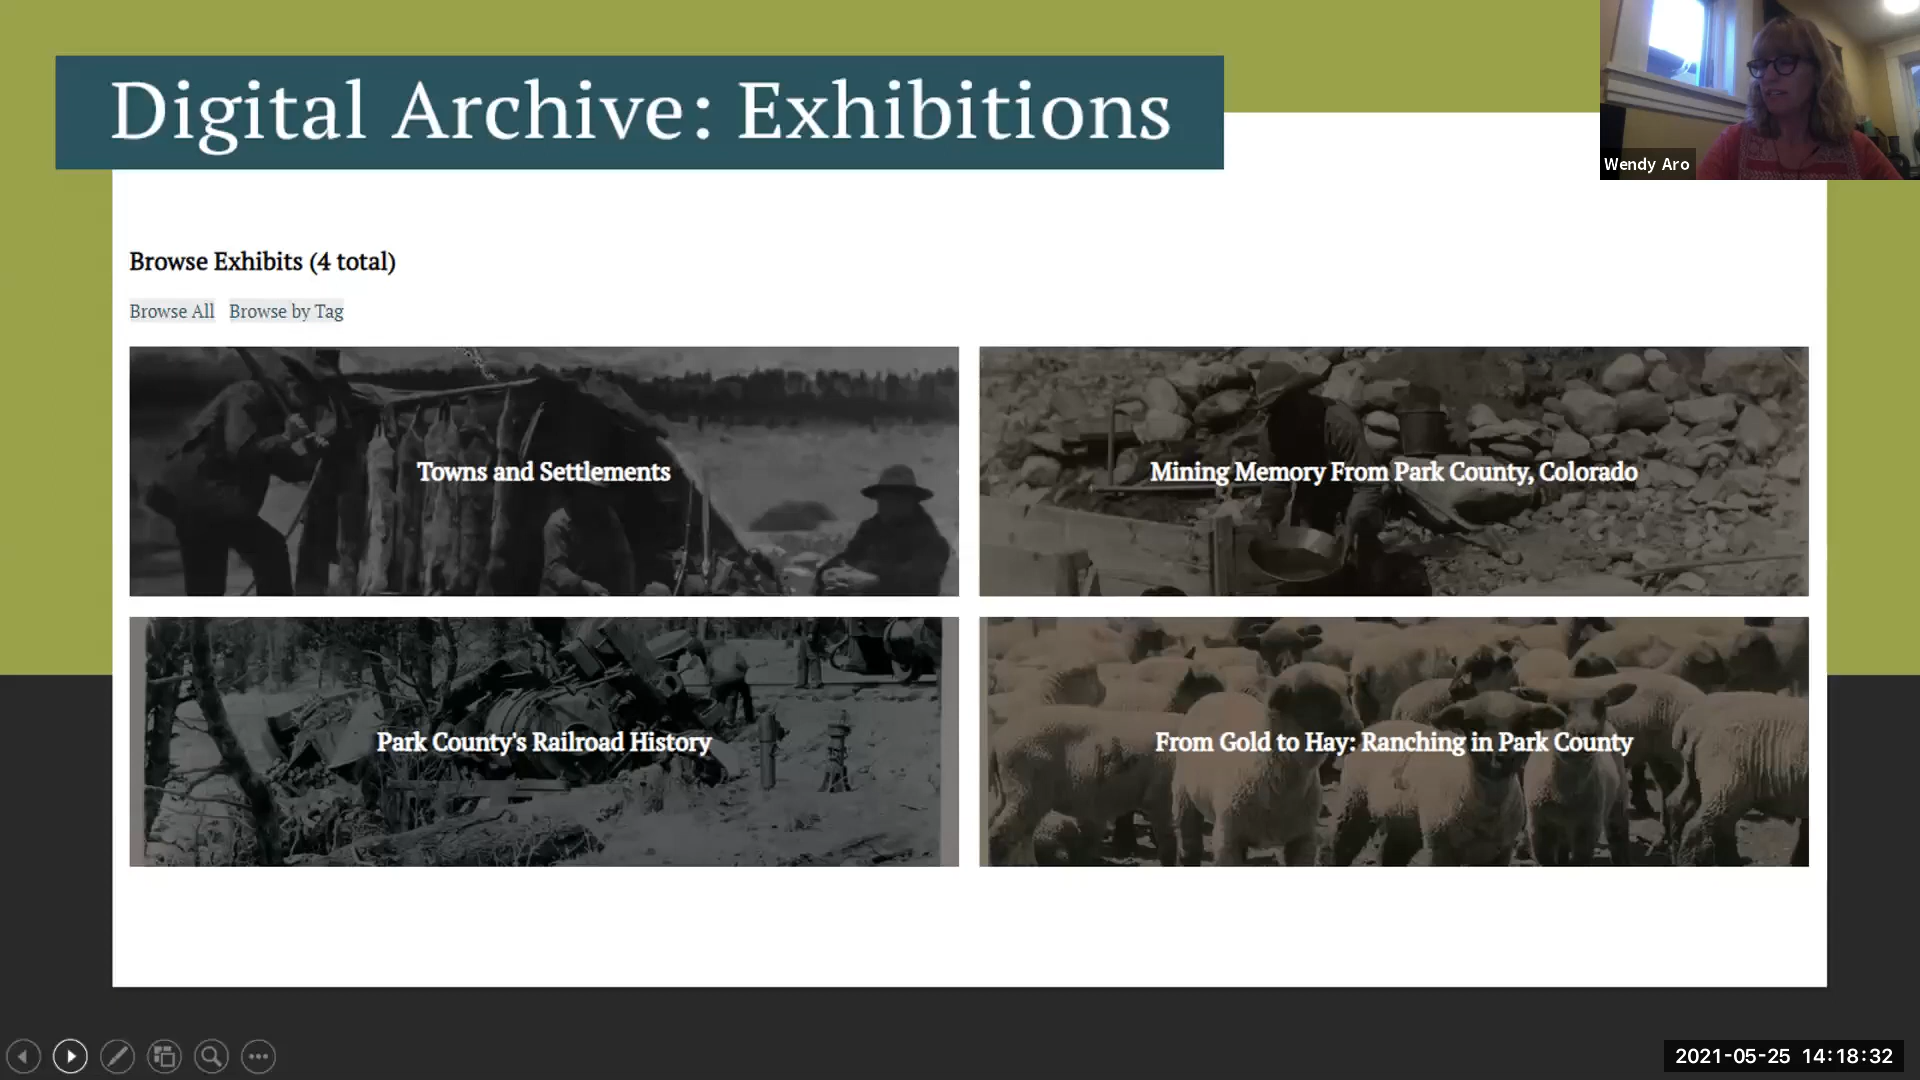 Digital Archive: Exhibitions
Wendy Aro
Browse Exhibits (4 total)
Browse All Browse by Tag
Towns and Settlements
Mining Memory From Park County, Colorado
Park County's Railroad History
From Gold to Hay: Ranching in Park County
2021-05-25 14:18:32